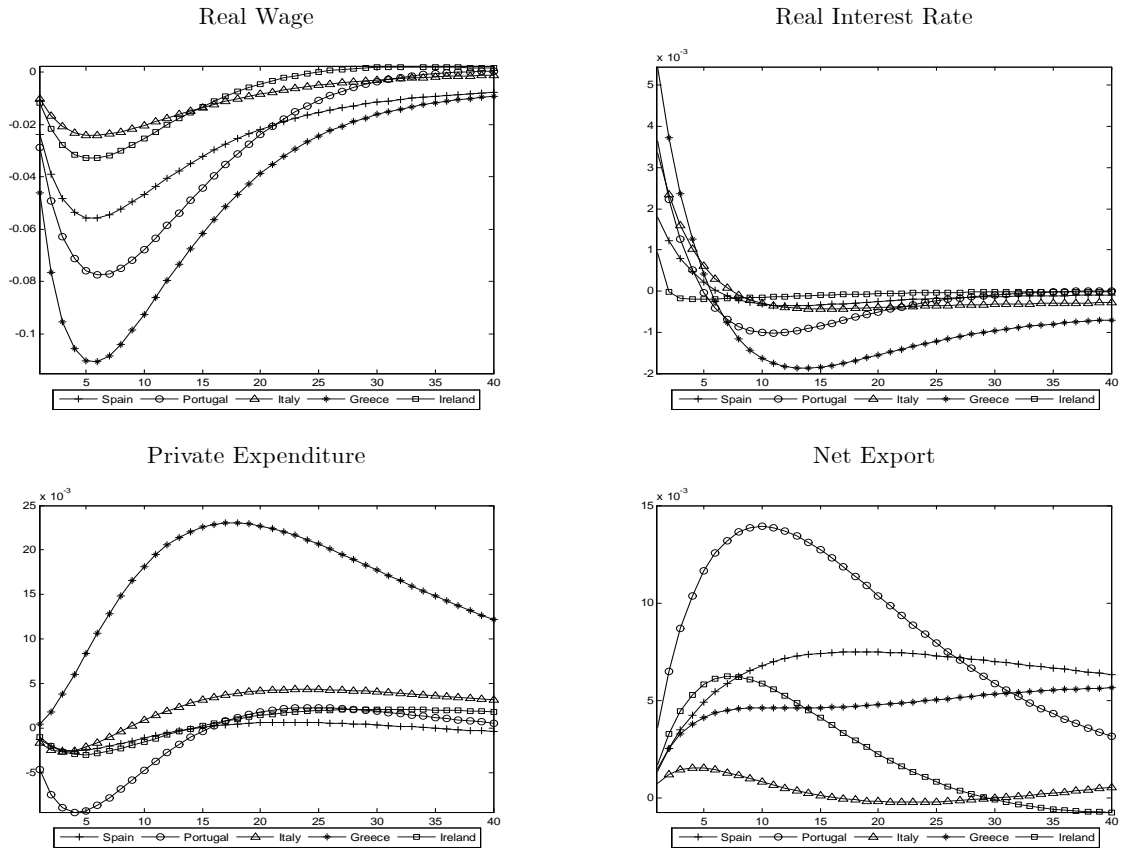 Real Wage
0
-0.02
-0.04
-0.06
-0.08
-0.1
5 10 15 20 25 30 35 40
Spain Portugal Italy Greece Ireland
Real Interest Rate
x 10-3
5
4
3
2
1
0
-1
-2
5 10 15 20 25 30 35 40
Spain Portugal Italy Greece Ireland
Private Expenditure
x 10-3
25
20
15
10
5
0
-5
5 10 15 20 25 30 35 40
Spain Portugal Italy Greece Ireland
Net Export
x 10-3
15
10
5
0
5 10 15 20 25 30 35 40
Spain Portugal Italy Greece Ireland